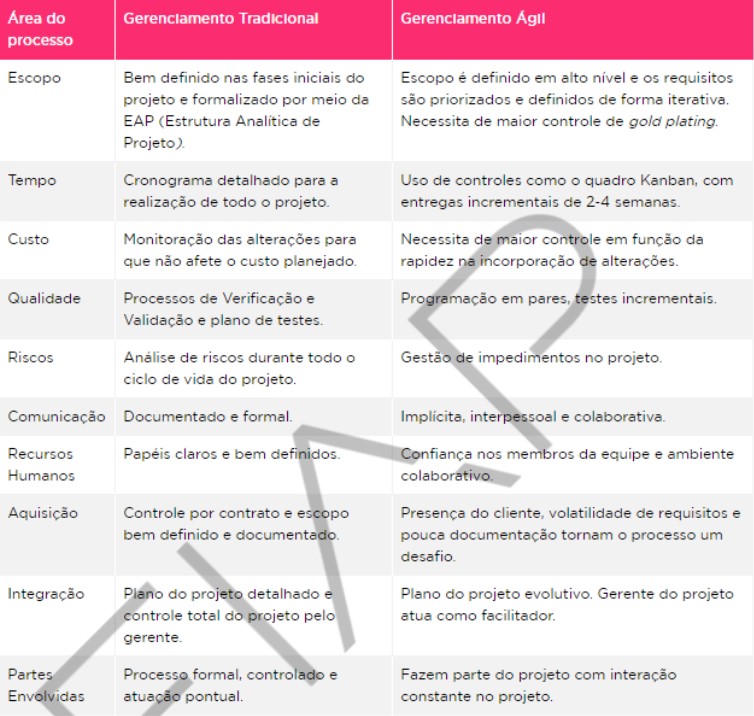 Área do
processo
Gerenciamento Tradicional
Gerenciamento Ágil
Escopo
Bem definido nas fases iniciais do
projeto e formalizado por meio da
EAP (Estrutura Analítica de
Projeto).
Escopo é definido em alto nível e os requisitos
são priorizados e definidos de forma iterativa.
Necessita de maior controle de gold plating.
Tempo
Cronograma detalhado para a
realização de todo o projeto.
Uso de controles como o quadro Kanban, com
entregas incrementais de 2-4 semanas.
Custo
Monitoração das alterações para
que não afete o custo planejado.
Necessita de maior controle em função da
rapidez na incorporação de alterações.
Qualidade
Processos de Verificação e
Validação e plano de testes.
Programação em pares, testes incrementais.
Riscos
Análise de riscos durante todo o
ciclo de vida do projeto.
Gestão de impedimentos no projeto.
Comunicação
Documentado e formal.
Implícita, interpessoal e colaborativa.
Recursos
Humanos
Papéis claros e bem definidos.
Confiança nos membros da equipe e ambiente
colaborativo.
Aquisição
Controle por contrato e escopo
bem definido e documentado.
Presença do cliente, volatilidade de requisitos e
pouca documentação tornam o processo um
desafio.
Integração
Plano do projeto detalhado e
controle total do projeto pelo
gerente.
Plano do projeto evolutivo. Gerente do projeto
atua como facilitador.
Partes
Envolvidas
Processo formal, controlado e
atuação pontual.
Fazem parte do projeto com interação
constante no projeto.
FIAP